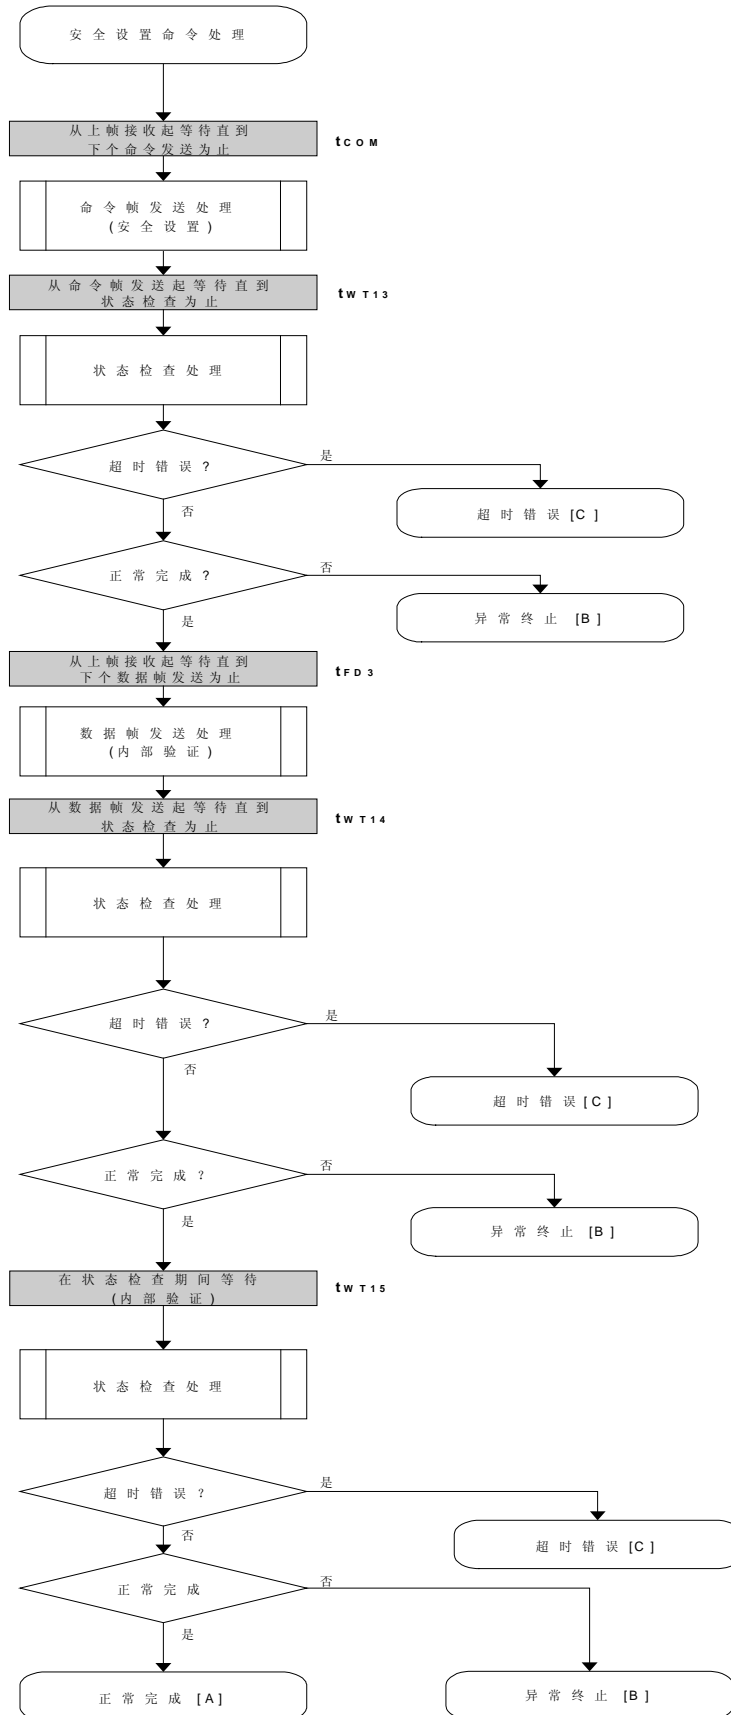 安全设置命令处理
从上帧接收起等待直到
下个命令发送为止
tCOM
命令帧发送处理
(安全设置)
从命令帧发送起等待直到
状态检查为止
tWT13
状态检查处理
超时错误?
是
超时错误[C]
否
正常完成?
否
异常终止 [B]
是
从上帧接收起等待直到
下个数据帧发送为止
tFD3
数据帧发送处理
(内部验证)
从数据帧发送起等待直到
状态检查为止
tWT14
状态检查处理
超时错误?
是
超时错误[C]
否
正常完成?
否
异常终止 [B]
是
在状态检查期间等待
(内部验证)
tWT15
状态检查处理
超时错误?
是
超时错误[C]
否
正常完成
否
是
正常完成 [A]
异常终止 [B]